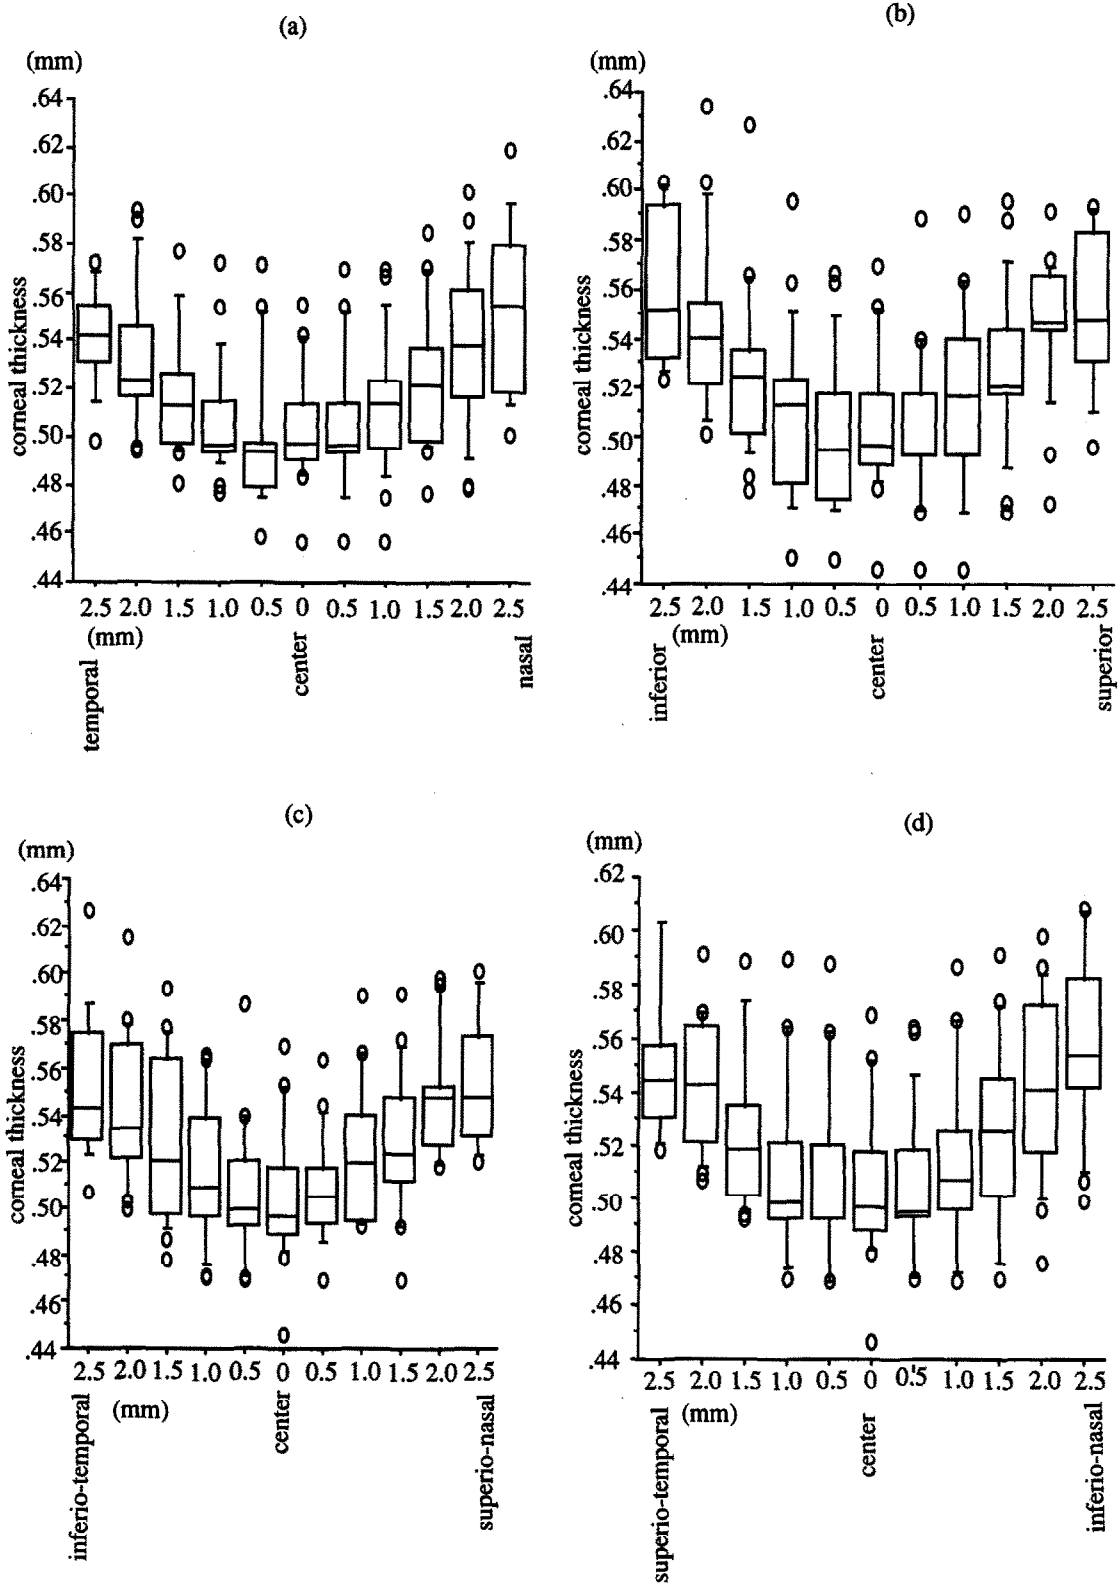 (a)
(mm)
.64
.62
.60
.58
.56
.54
.52
.50
.48
.46
.44
corneal thickness
2.5 2.0 1.5 1.0 0.5 0 0.5 1.0 1.5 2.0 2.5
(mm)
temporal
center
nasal
(b)
(mm)
.64
.62
.60
.58
.56
.54
.52
.50
.48
.46
.44
corneal thickness
2.5 2.0 1.5 1.0 0.5 0 0.5 1.0 1.5 2.0 2.5
(mm)
inferior
center
superior
(c)
(mm)
.64
.62
.60
.58
.56
.54
.52
.50
.48
.46
.44
corneal thickness
2.5 2.0 1.5 1.0 0.5 0 0.5 1.0 1.5 2.0 2.5
(mm)
inferio-temporal
center
superio-nasal
(d)
(mm)
.62
.60
.58
.56
.54
.52
.50
.48
.46
.44
corneal thickness
2.5 2.0 1.5 1.0 0.5 0 0.5 1.0 1.5 2.0 2.5
(mm)
superio-temporal
center
inferio-nasal